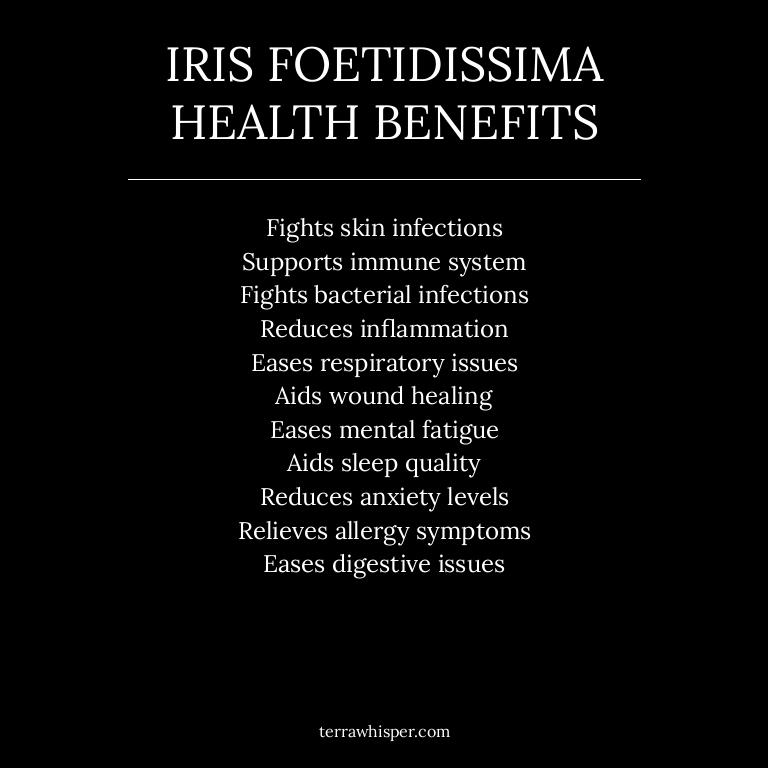 IRIS FOETIDISSIMA
HEALTH BENEFITS
Fights skin infections
Supports immune system
Fights bacterial infections
Reduces inflammation
Eases respiratory issues
Aids wound healing
Eases mental fatigue
Aids sleep quality
Reduces anxiety levels
Relieves allergy symptoms
Eases digestive issues
terrawhisper.com